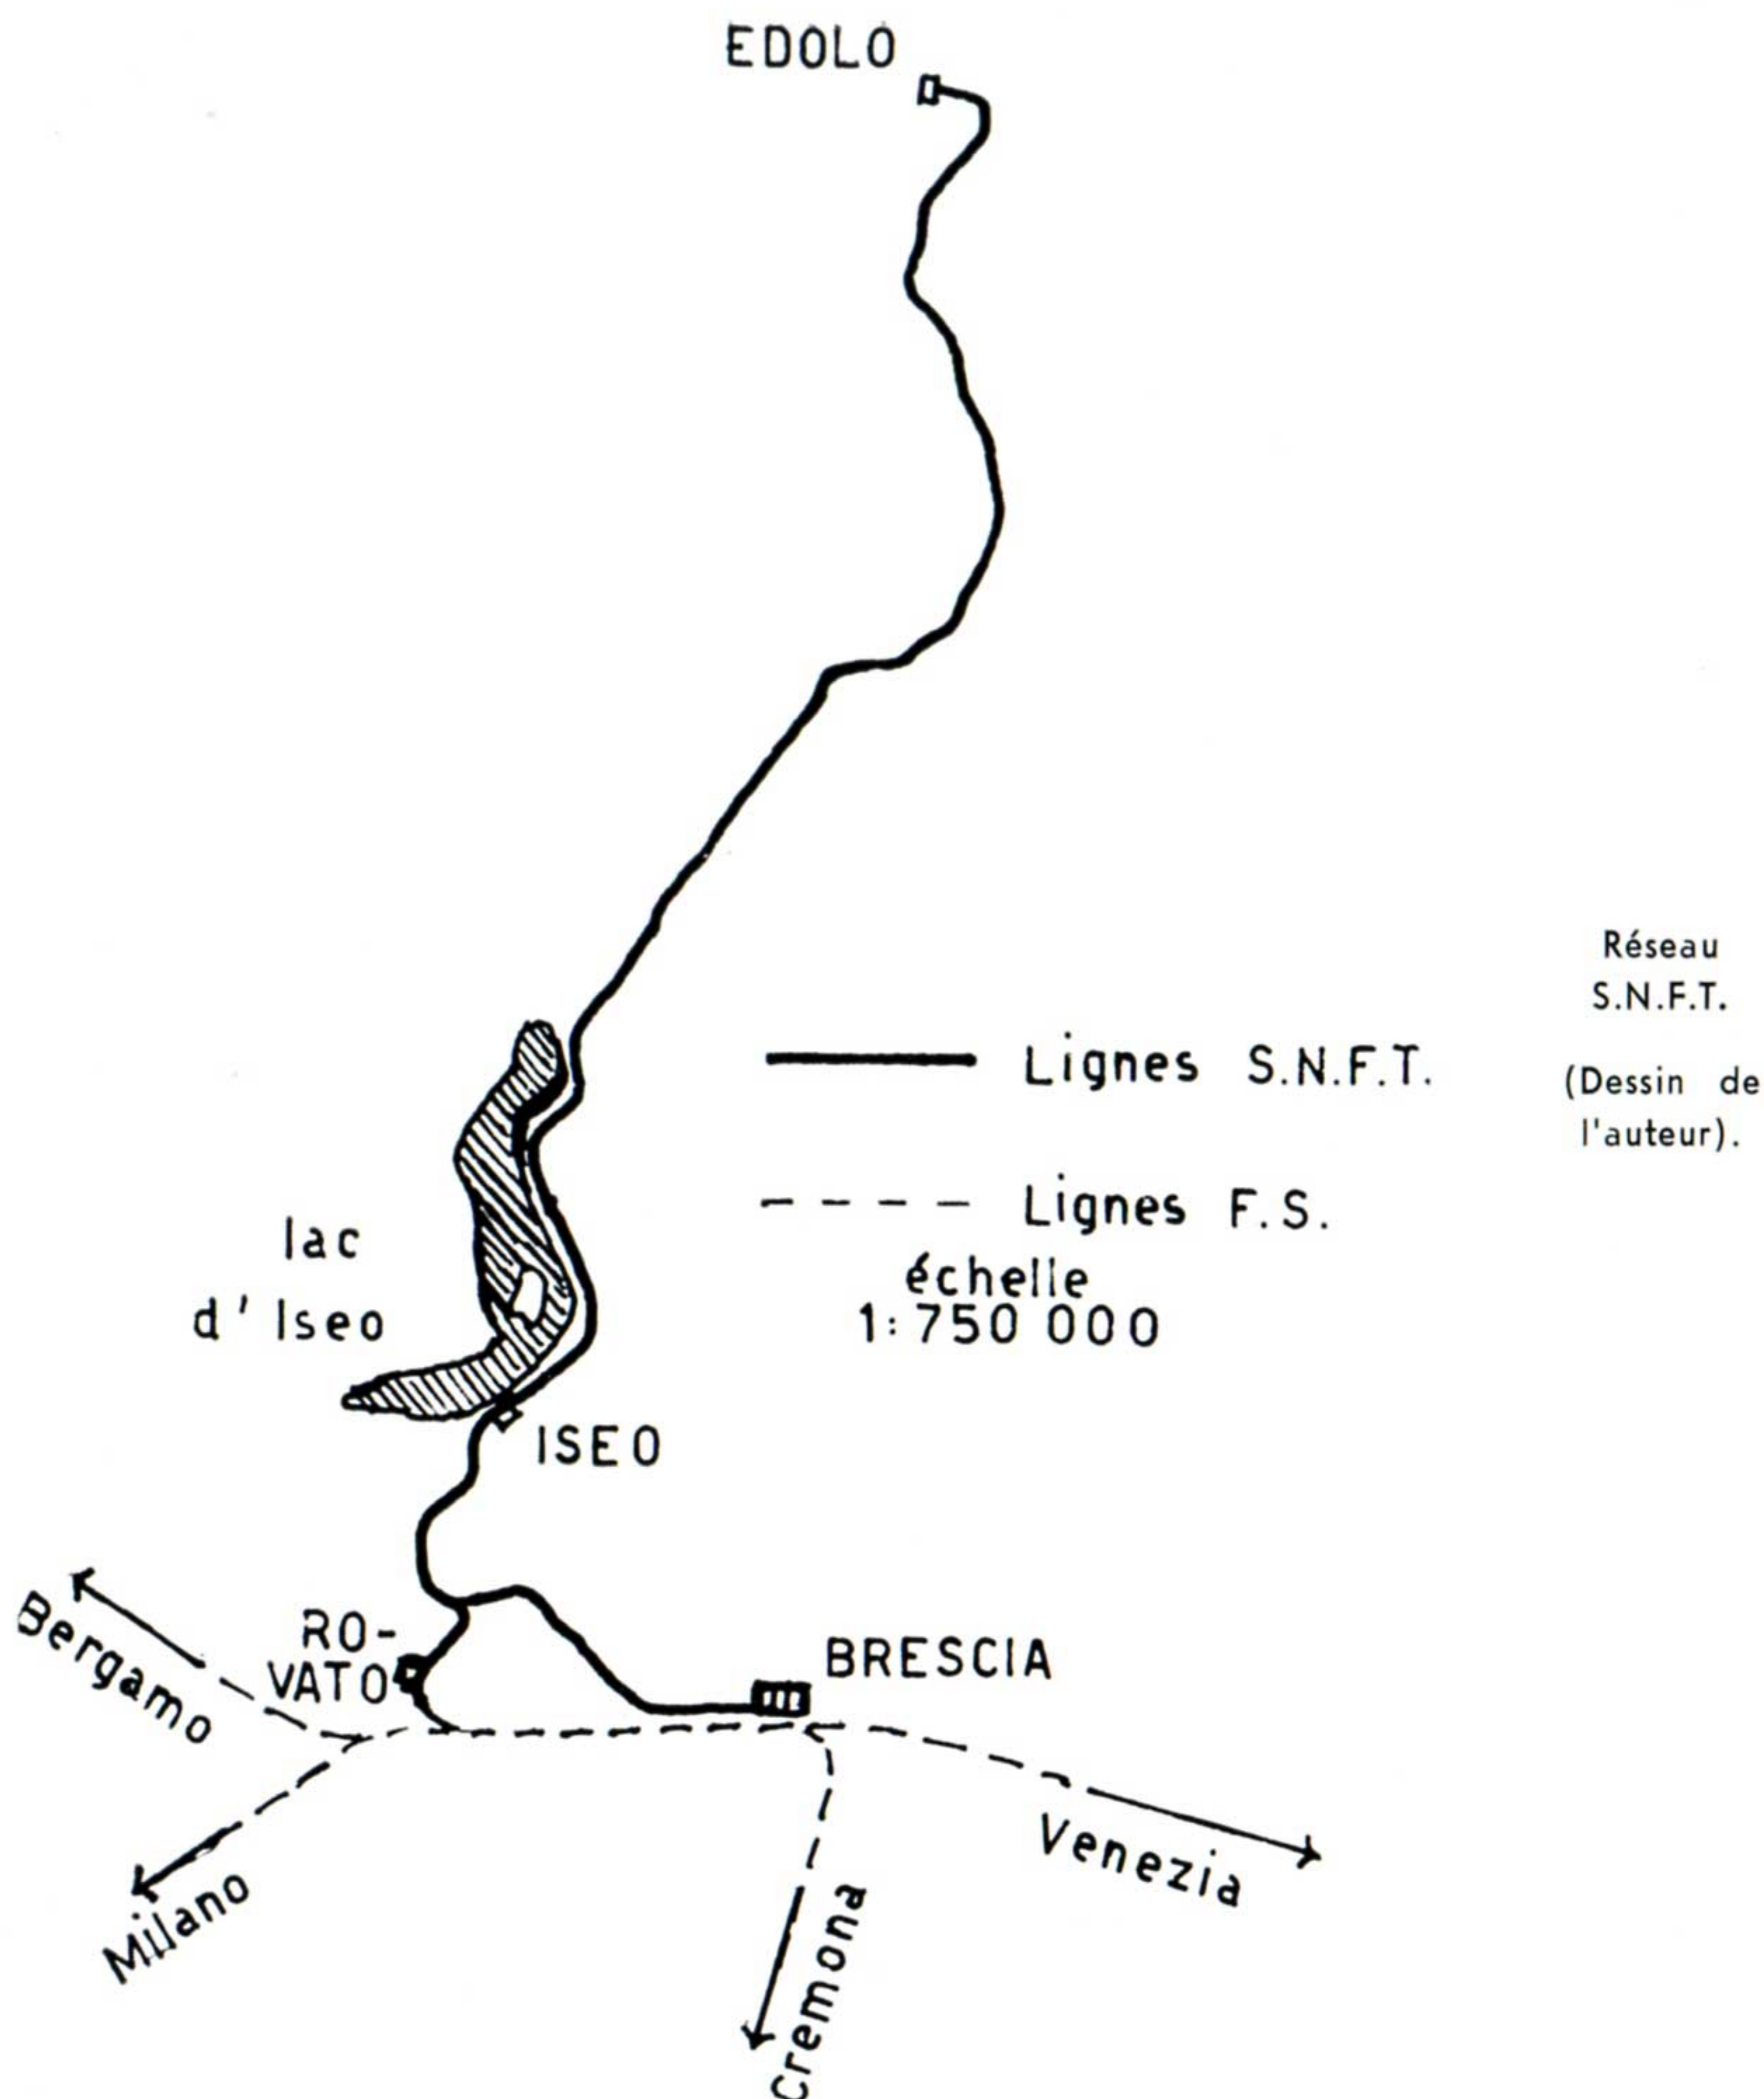 EDOLO
Réseau
S.N.F.T.
(Dessin de
l'auteur).
Lignes S.N.F.T.
Lignes F.S.
échelle
1:750 000
lac
d'Iseo
ISEO
RO-
VATO
BRESCIA
Bergamo
Milano
Cremona
Venezia